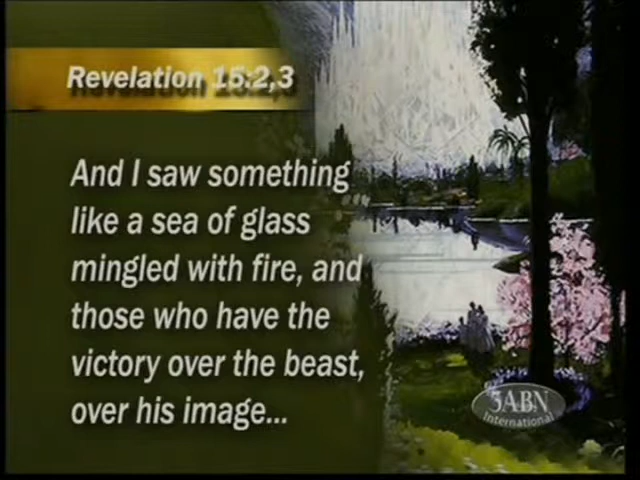 Revelation 15:2,3
And I saw something
like a sea of glass
mingled with fire, and
those who have the
victory over the beast,
over his image...
3ABN
International